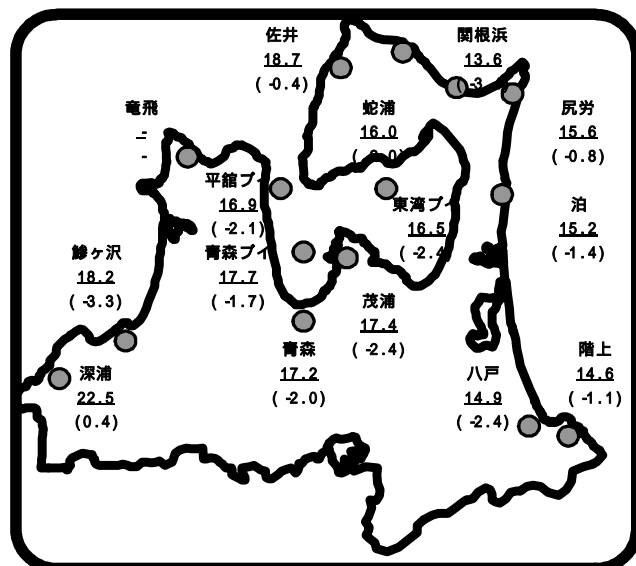 佐井
18.7
(-0.4)
関根浜
13.6
(-3.
竜飛
-
-
蛇浦
16.0
尻労
15.6
(-0.8)
平舘ブイ
16.9
(-2.1)
東湾ブイ
16.5
(-2.4
泊
15.2
(-1.4)
鰺ヶ沢
18.2
(-3.3)
青森ブイ
17.7
(-1.7)
茂浦
17.4
(-2.4)
青森
17.2
(-2.0)
深浦
22.5
(0.4)
八戸
14.9
(-2.4)
階上
14.6
(-1.1)